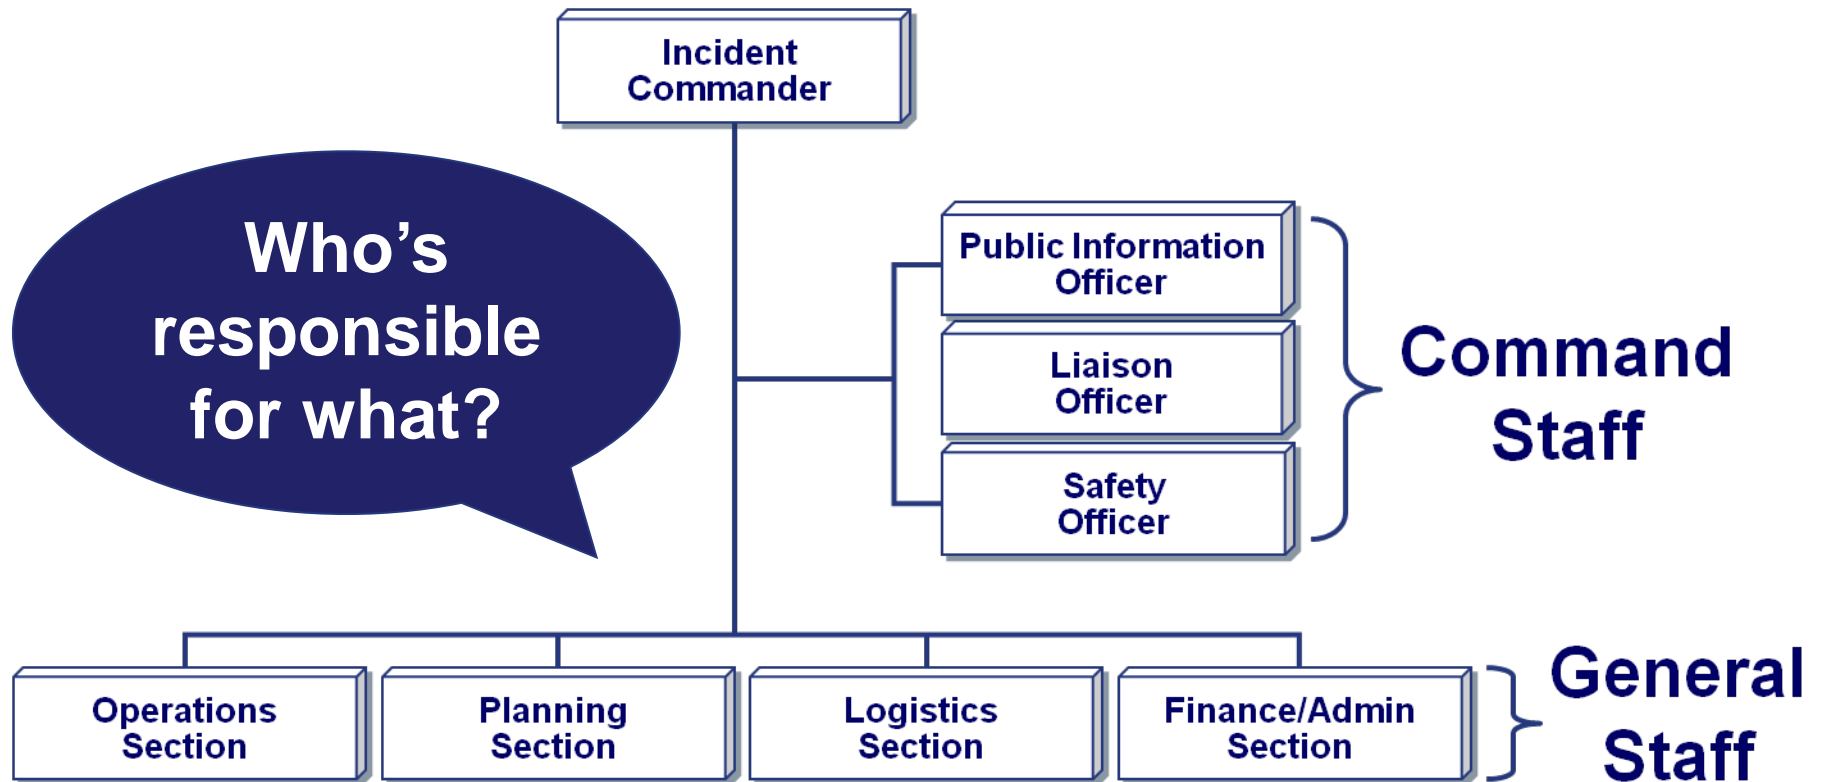 Incident
Commander
Who’s
responsible
for what?
Public Information
Officer
Liaison
Officer
Safety
Officer
Command
Staff
Operations
Section
Planning
Section
Logistics
Section
Finance/Admin
Section
General
Staff